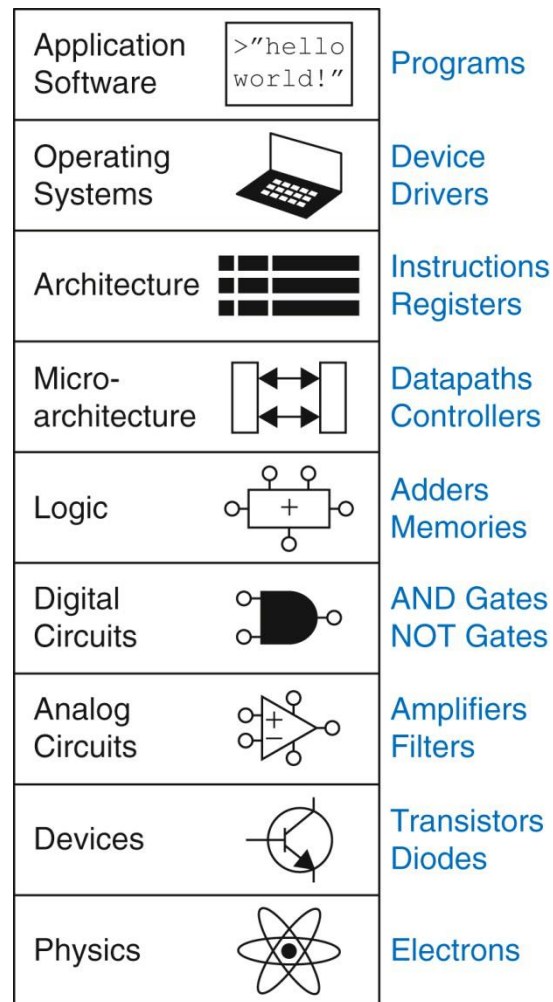 Application
Software
>”hello
world!”
Programs
Operating
Systems
Device
Drivers
Architecture
Instructions
Registers
Micro-
architecture
Datapaths
Controllers
Logic
+
Adders
Memories
Digital
Circuits
AND Gates
NOT Gates
Analog
Circuits
+
−
Amplifiers
Filters
Devices
Transistors
Diodes
Physics
Electrons